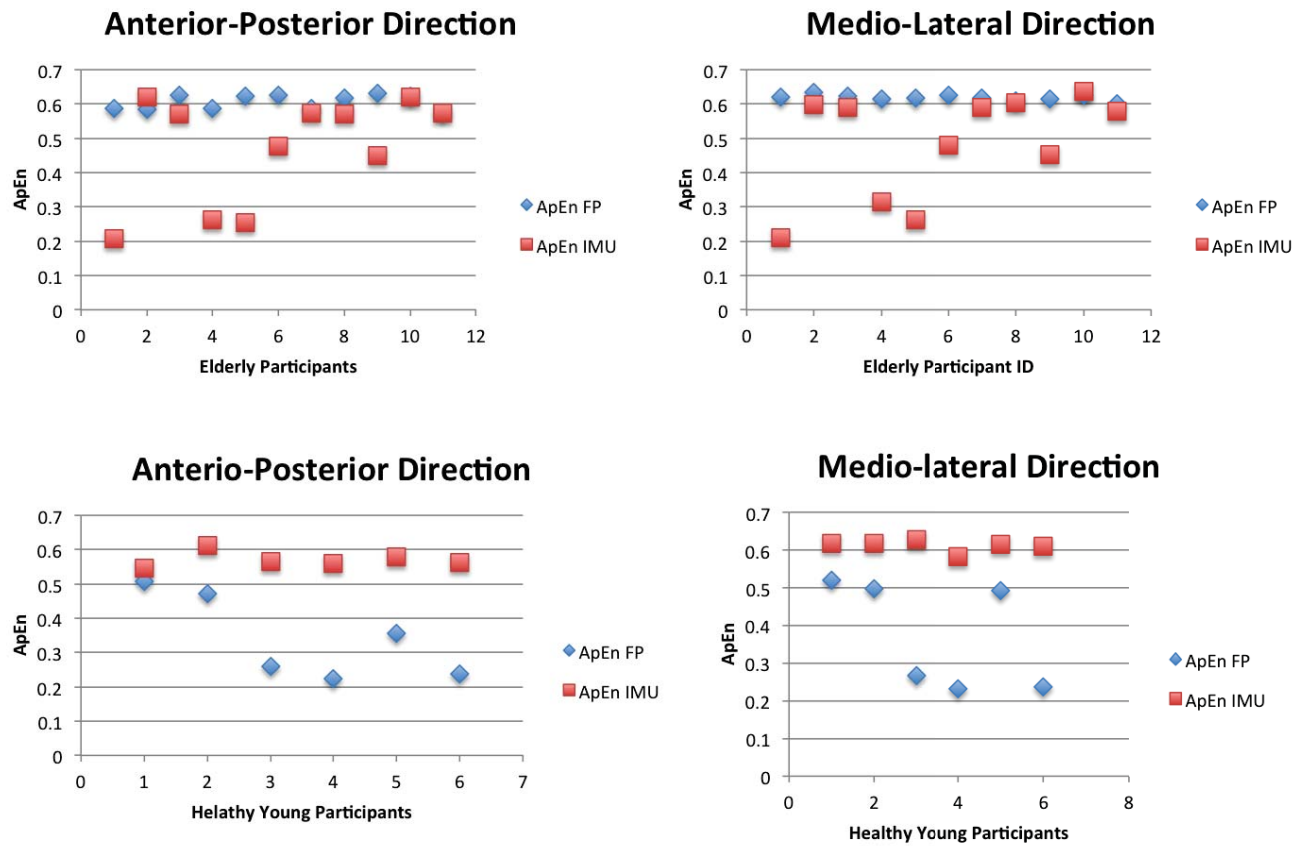 Anterior-Posterior Direction
0.7
0.6
0.5
0.4
0.3
0.2
0.1
0
ApEn
0 2 4 6 8 10 12
Elderly Participants
ApEn FP
ApEn IMU
Medio-Lateral Direction
0.7
0.6
0.5
0.4
0.3
0.2
0.1
0
ApEn
0 2 4 6 8 10 12
Elderly Participant ID
ApEn FP
ApEn IMU
Anterio-Posterior Direction
0.7
0.6
0.5
0.4
0.3
0.2
0.1
0
ApEn
0 1 2 3 4 5 6 7
Helathy Young Participants
ApEn FP
ApEn IMU
Medio-lateral Direction
0.7
0.6
0.5
0.4
0.3
0.2
0.1
0
ApEn
0 2 4 6 8
Healthy Young Participants
ApEn FP
ApEn IMU